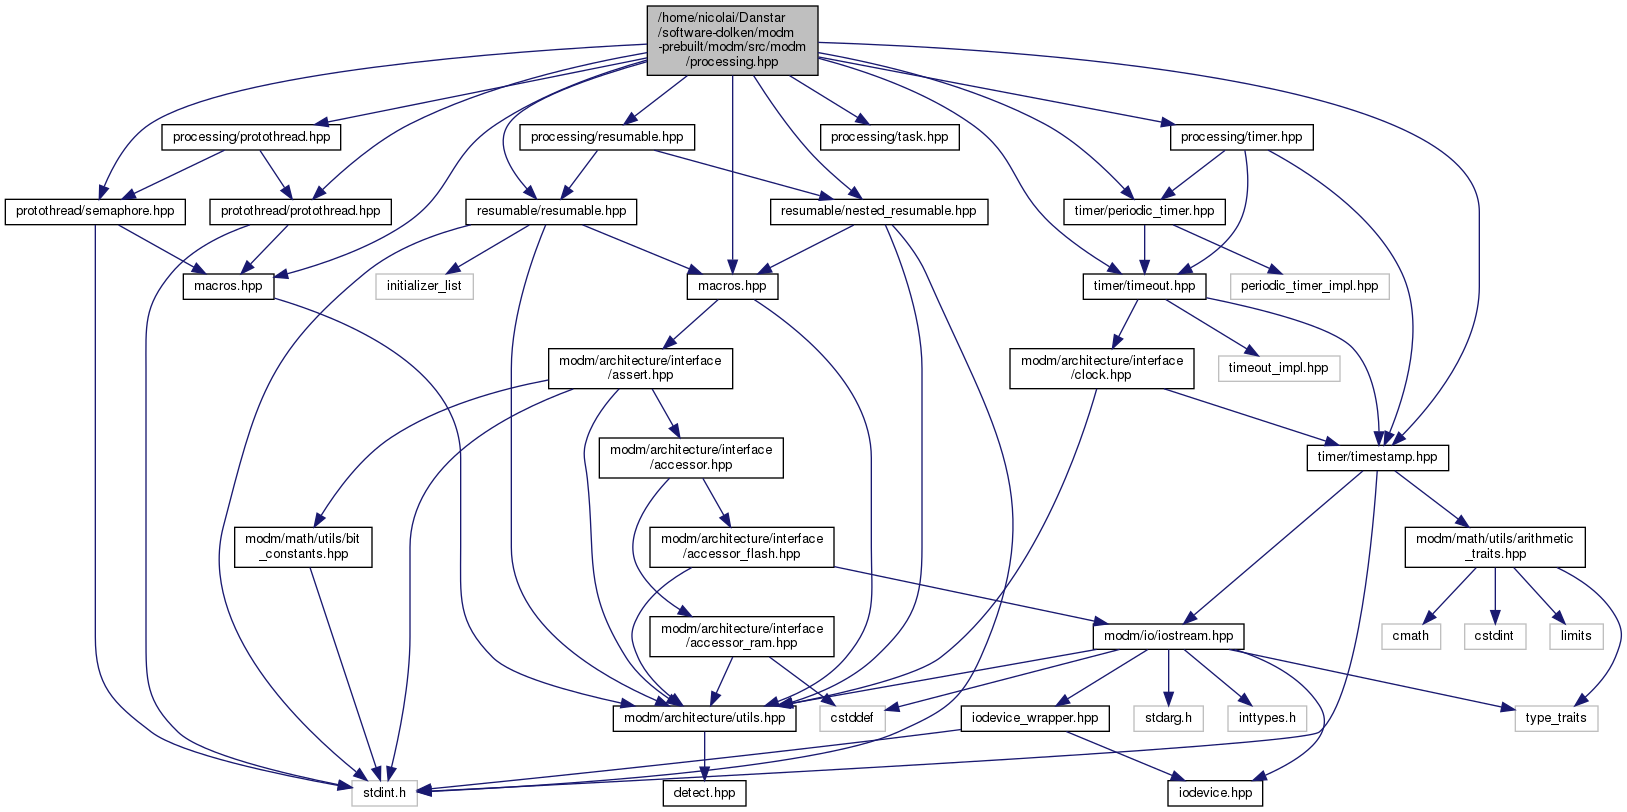 /home/nicolai/Danstar
/software-dolken/modm
-prebuilt/modm/src/modm
/processing.hpp
processing/protothread.hpp
processing/resumable.hpp
processing/task.hpp
processing/timer.hpp
protothread/semaphore.hpp
protothread/protothread.hpp
resumable/resumable.hpp
resumable/nested_resumable.hpp
timer/periodic_timer.hpp
macros.hpp
initializer_list
macros.hpp
timer/timeout.hpp
periodic_timer_impl.hpp
modm/architecture/interface
/assert.hpp
modm/architecture/interface
/clock.hpp
timeout_impl.hpp
modm/architecture/interface
/accessor.hpp
timer/timestamp.hpp
modm/math/utils/bit
_constants.hpp
modm/architecture/interface
/accessor_flash.hpp
modm/math/utils/arithmetic
_traits.hpp
modm/architecture/interface
/accessor_ram.hpp
modm/io/iostream.hpp
cmath
cstdint
limits
modm/architecture/utils.hpp
cstddef
iodevice_wrapper.hpp
stdarg.h
inttypes.h
type_traits
stdint.h
detect.hpp
iodevice.hpp